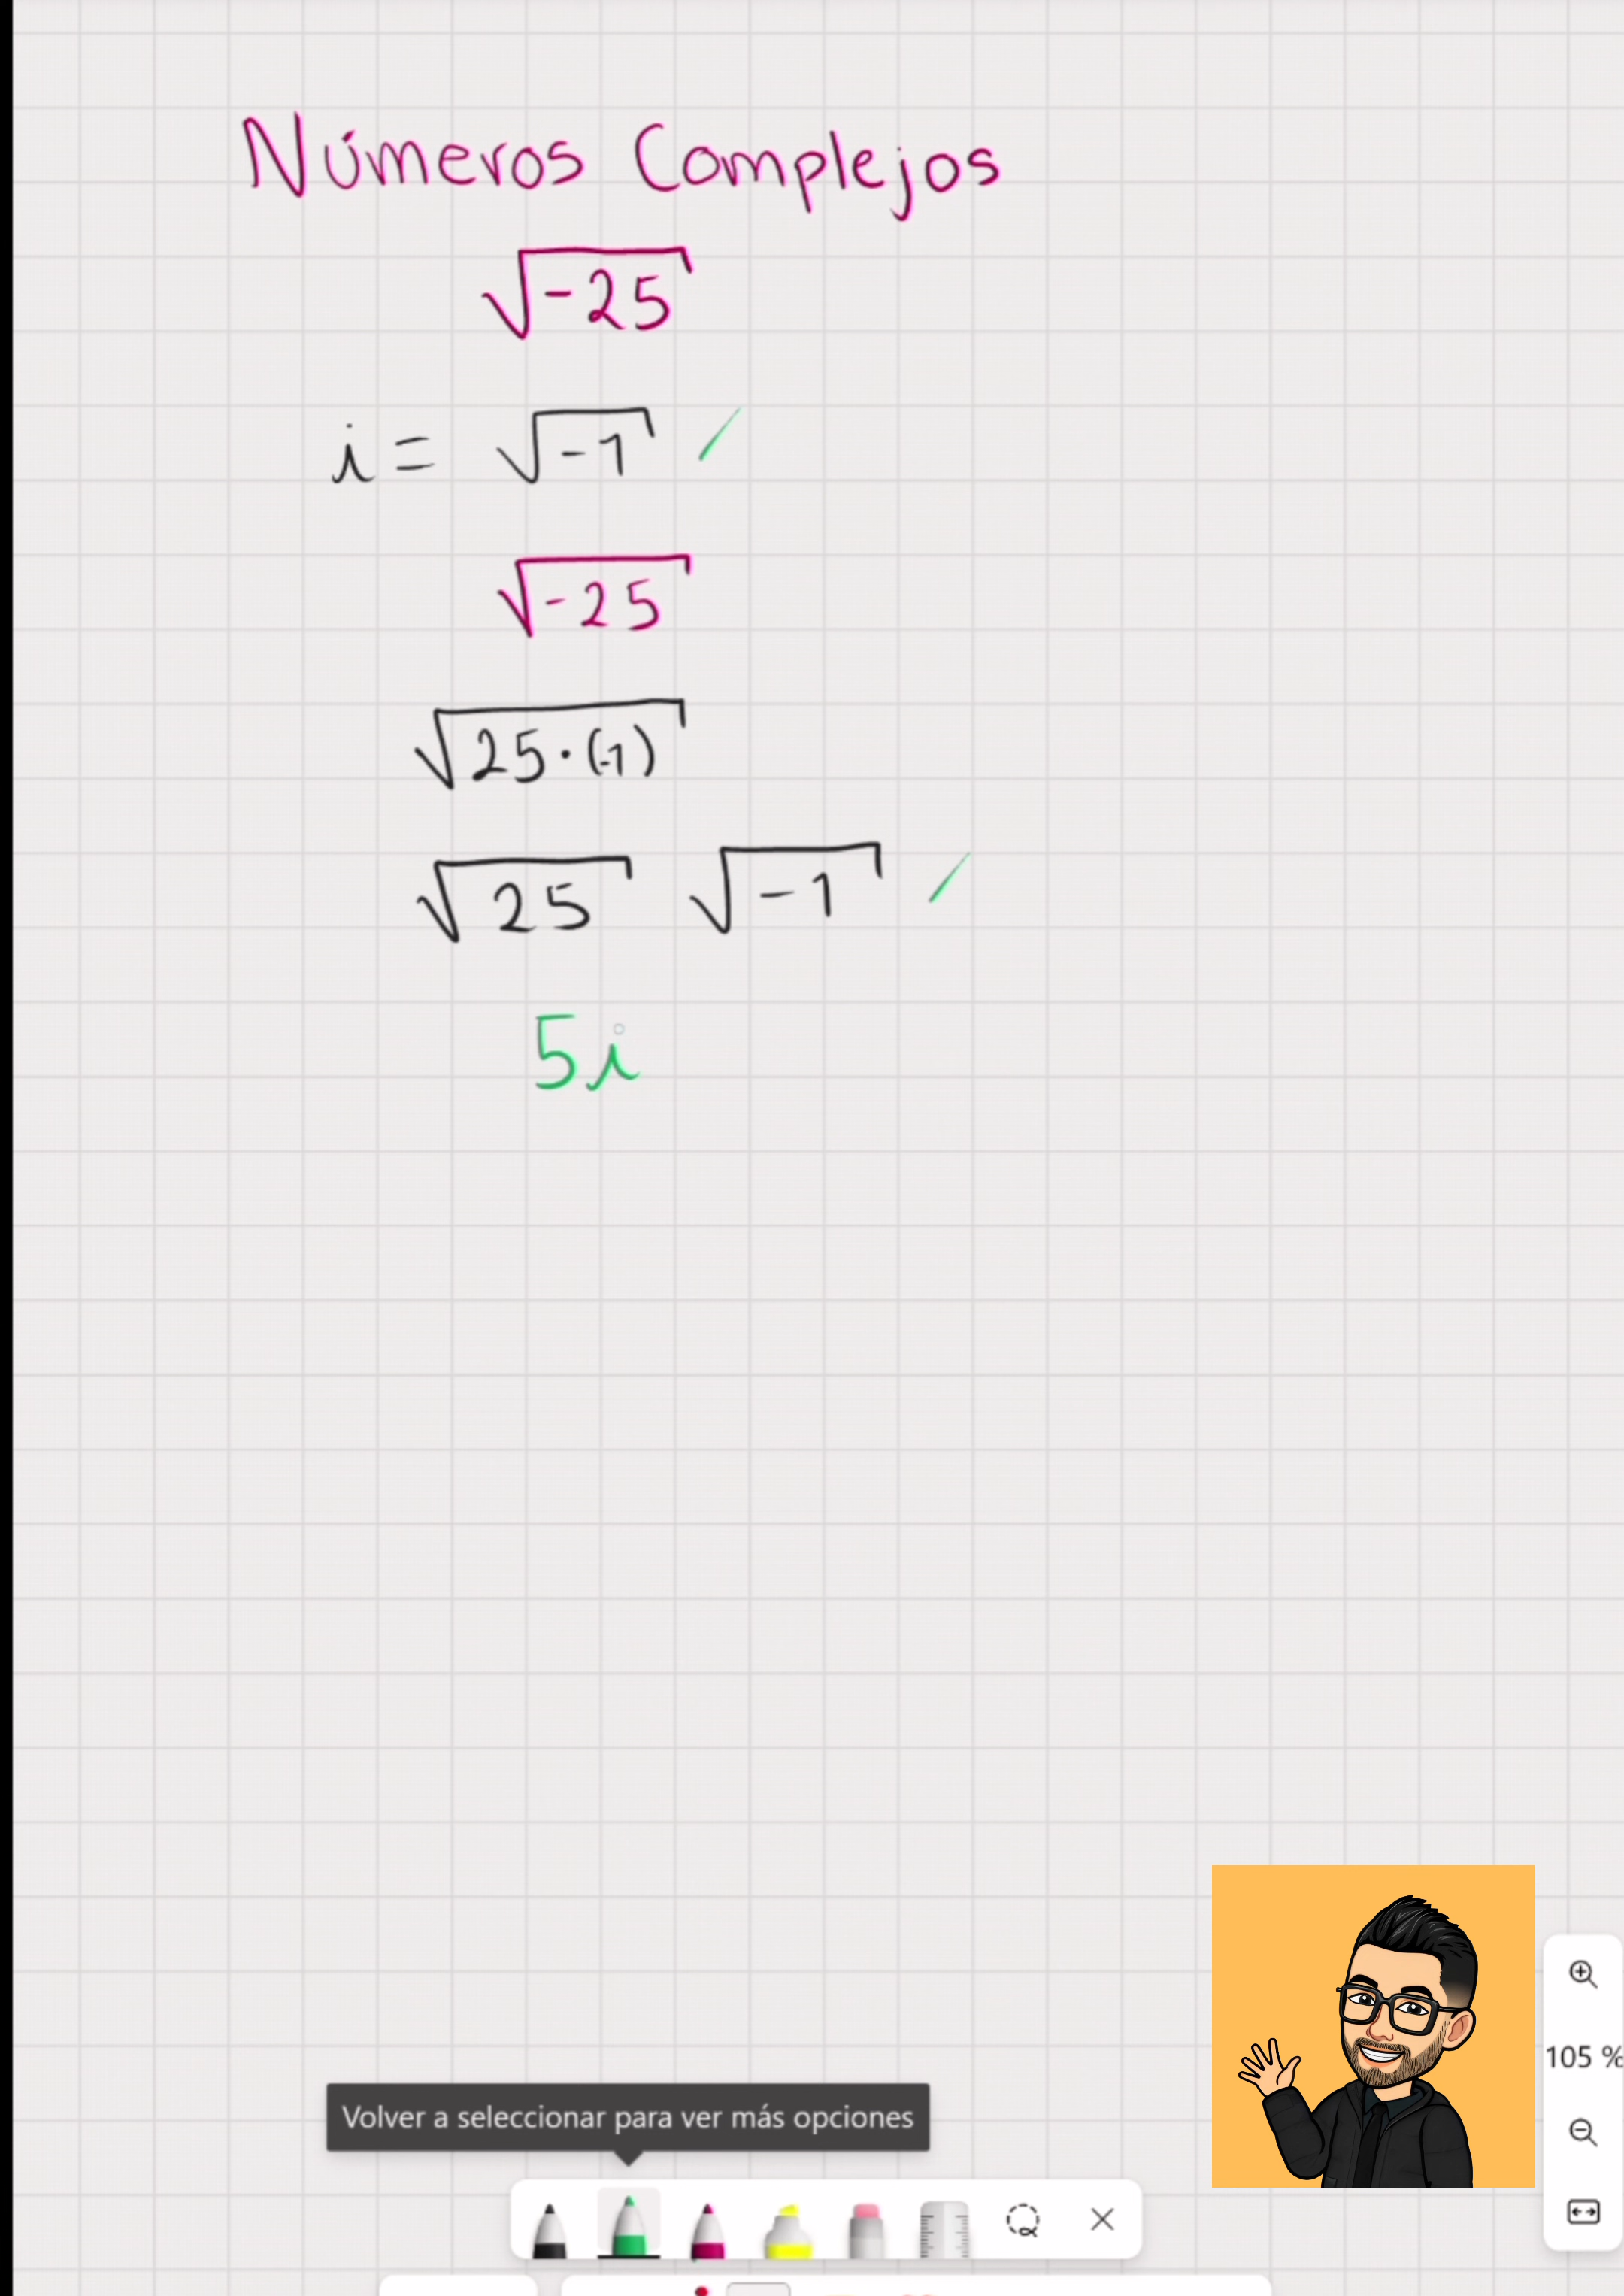 Números Complejos
√-25
i = √-1
√-25
√25·(-1)
√25 √-1
5i
105 %
Volver a seleccionar para ver más opciones